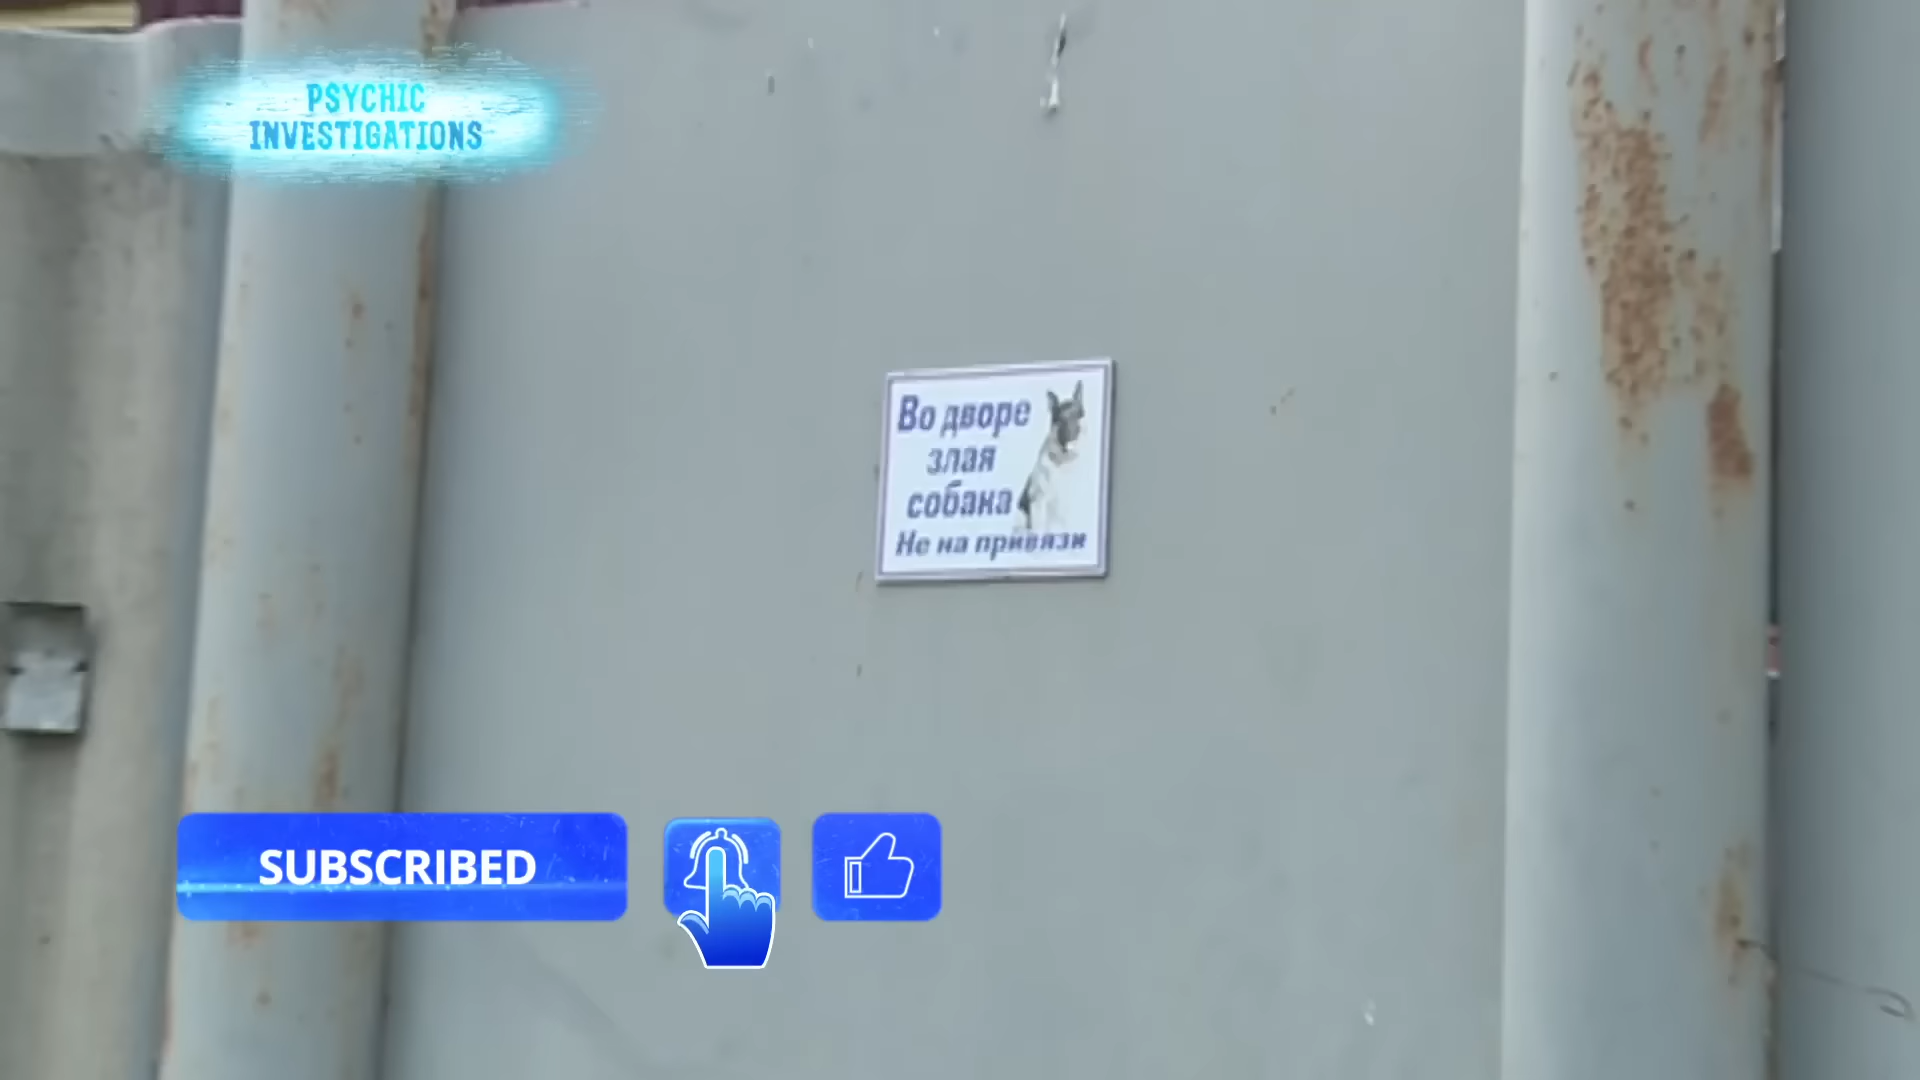 PSYCHIC
INVESTIGATIONS
Во дворе
злая
собака
Не на привязи
SUBSCRIBED